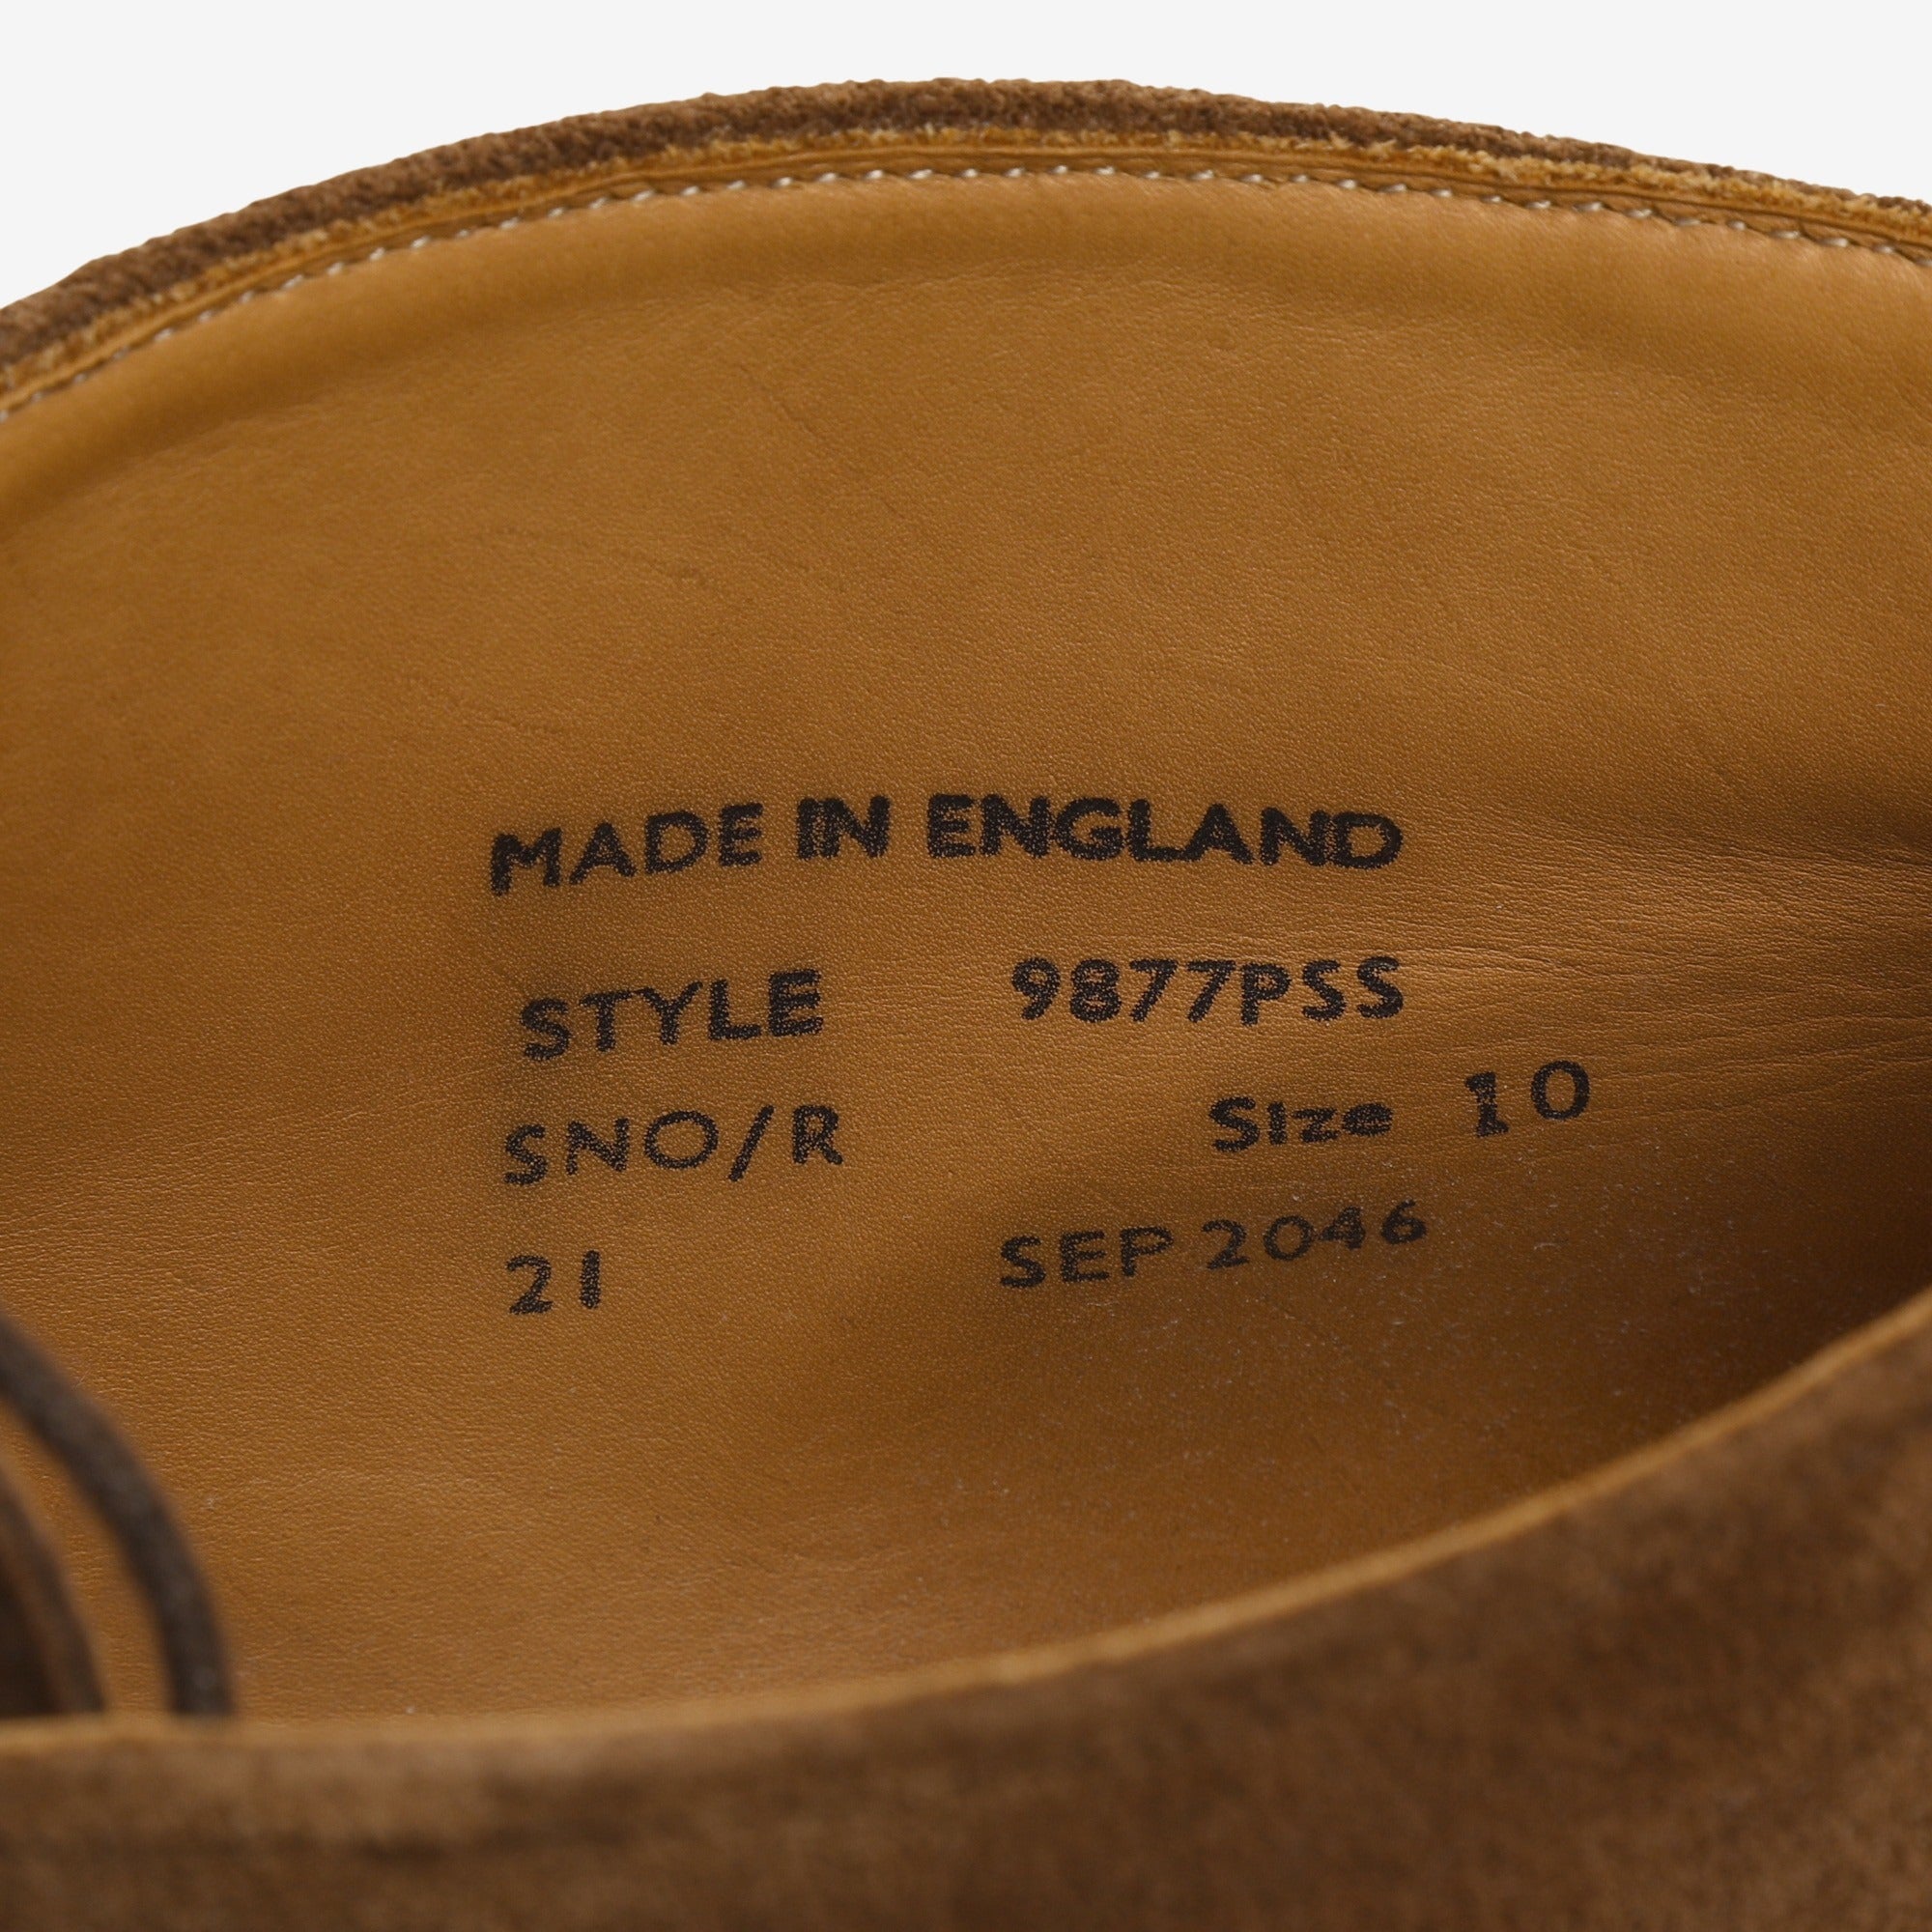 MADE IN ENGLAND
STYLE 9877PSS
SNO/R Size 10
21 SEP 2046